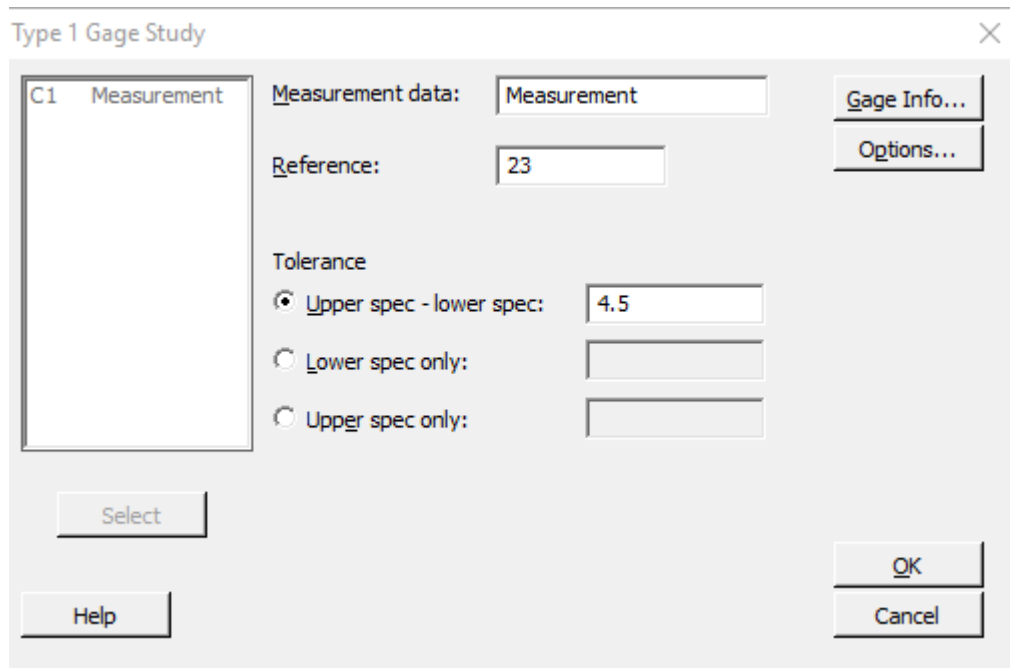 Type 1 Gage Study
C1 Measurement
Measurement data: Measurement
Gage Info...
Options...
Reference: 23
Tolerance
Upper spec - lower spec: 4.5
Lower spec only:
Upper spec only:
Select
OK
Help
Cancel